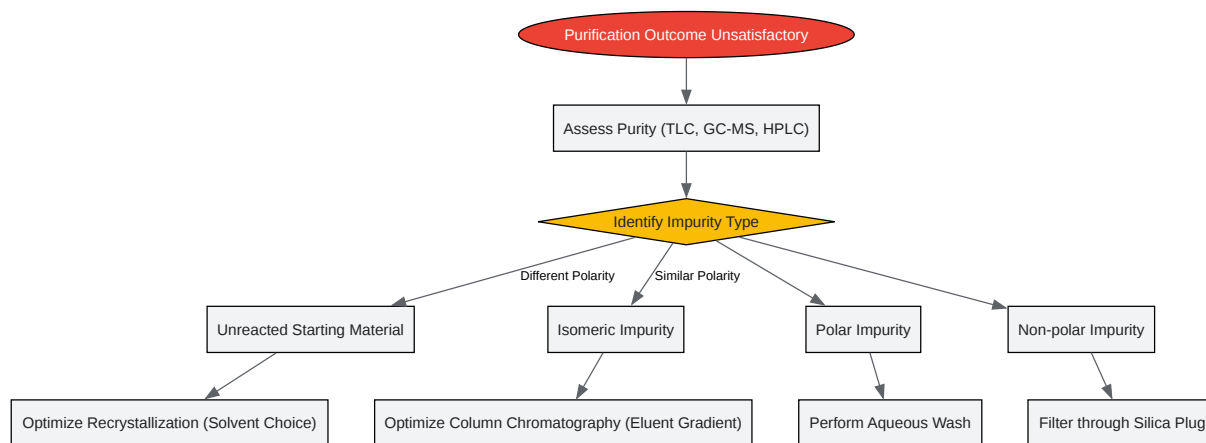 Purification Outcome Unsatisfactory
Assess Purity (TLC, GC-MS, HPLC)
Identify Impurity Type
Different Polarity
Similar Polarity
Unreacted Starting Material
Isomeric Impurity
Polar Impurity
Non-polar Impurity
Optimize Recrystallization (Solvent Choice)
Optimize Column Chromatography (Eluent Gradient)
Perform Aqueous Wash
Filter through Silica Plug